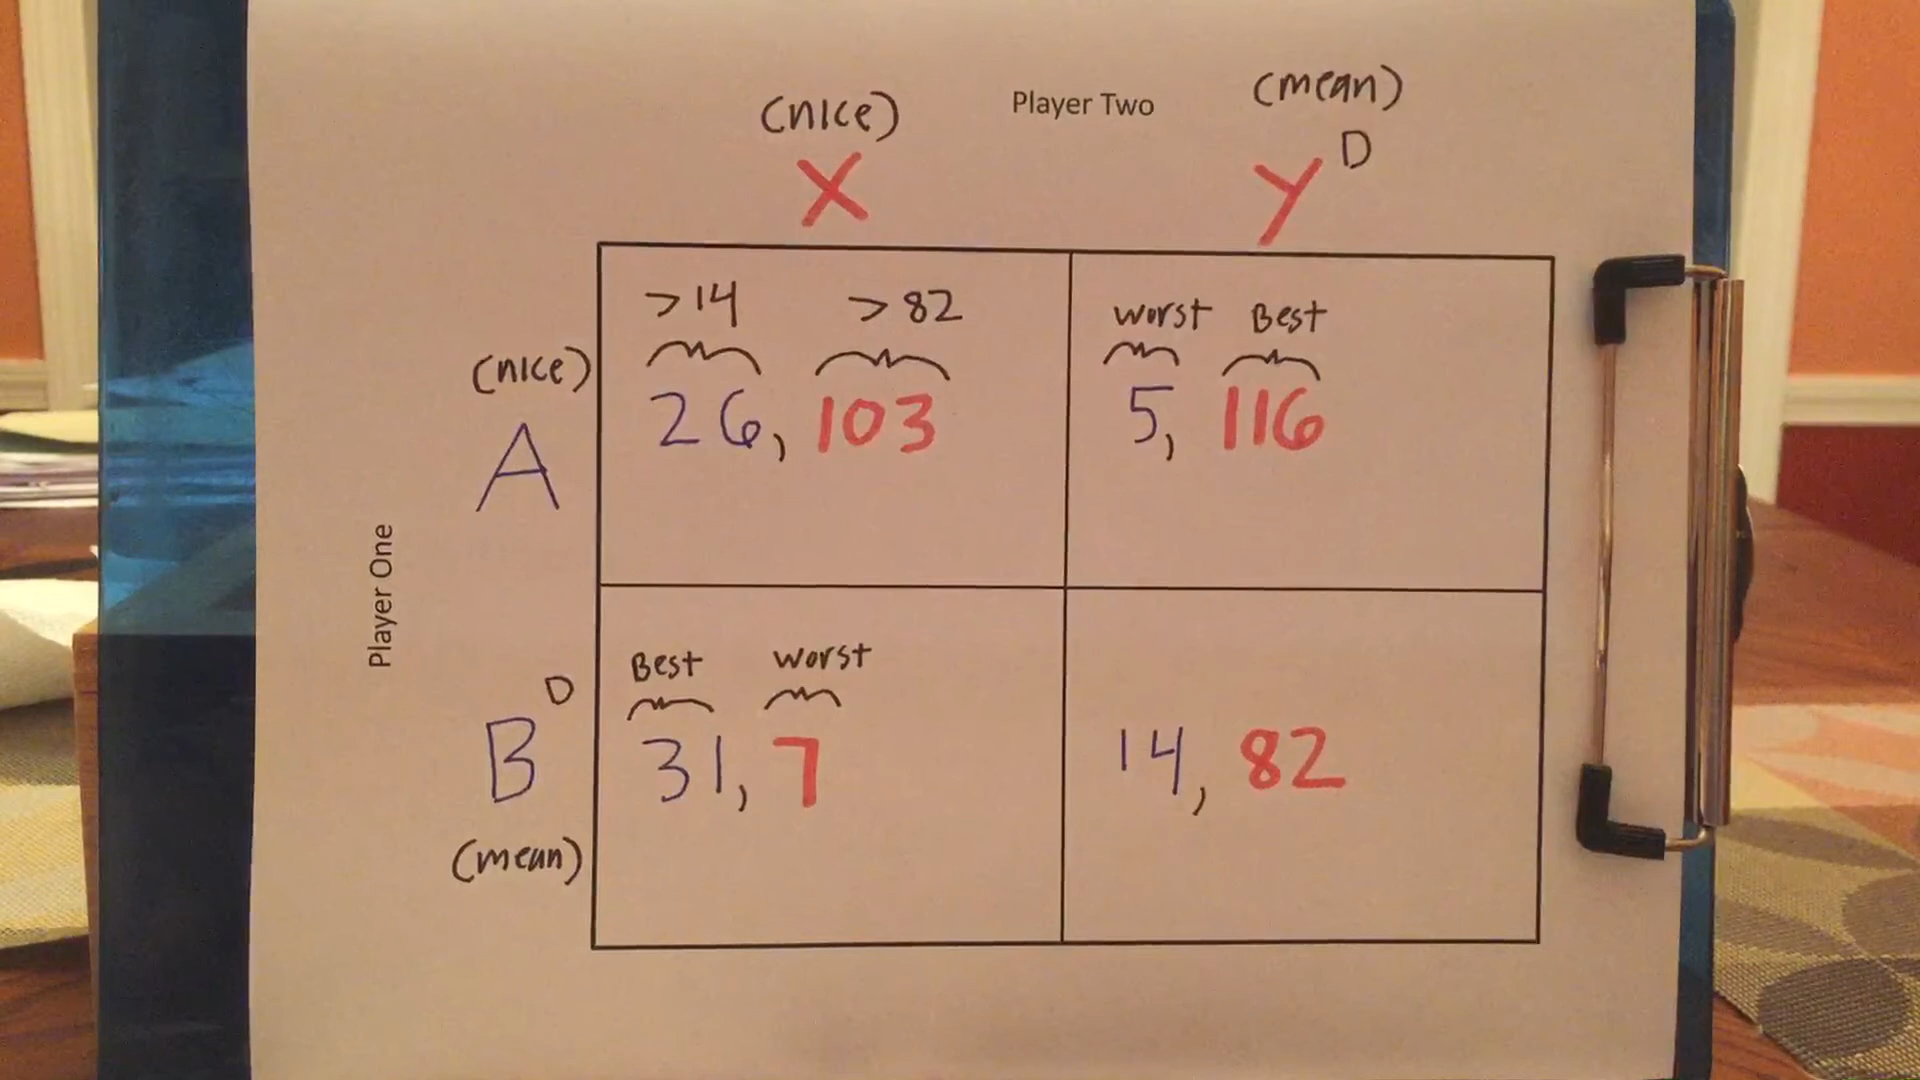 (nice) Player Two (mean)
X Y D
>14 >82 worst Best
(nice) 26, 103 5, 116
A
Player One
D Best worst
B 31, 7 14, 82
(mean)